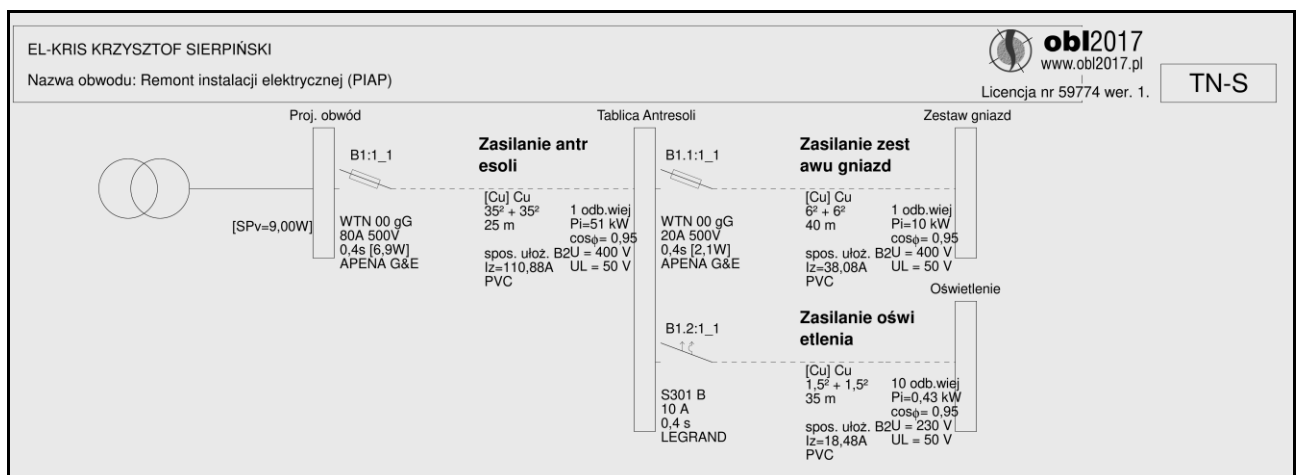 EL-KRIS KRZYSZTOF SIERPIŃSKI
Nazwa obwodu: Remont instalacji elektrycznej (PIAP)
obl2017
www.obl2017.pl
Licencja nr 59774 wer. 1.
TN-S
Proj. obwód
Tablica Antresoli
Zestaw gniazd
B1:1_1
Zasilanie antr
esoli
B1.1:1_1
Zasilanie zest
awu gniazd
[SPv=9,00W]
WTN 00 gG
80A 500V
0,4s [6,9W]
APENA G&E
[Cu] Cu
35² + 35²
25 m
spos. ułoż. B2
Iz=110,88A
PVC
1 odb.wiej
Pi=51 kW
cosϕ= 0,95
U = 400 V
UL = 50 V
WTN 00 gG
20A 500V
0,4s [2,1W]
APENA G&E
[Cu] Cu
6² + 6²
40 m
spos. ułoż. B2
Iz=38,08A
PVC
1 odb.wiej
Pi=10 kW
cosϕ= 0,95
U = 400 V
UL = 50 V
Oświetlenie
B1.2:1_1
Zasilanie oświ
etlenia
S301 B
10 A
0,4 s
LEGRAND
[Cu] Cu
1,5² + 1,5²
35 m
spos. ułoż. B2
Iz=18,48A
PVC
10 odb.wiej
Pi=0,43 kW
cosϕ= 0,95
U = 230 V
UL = 50 V